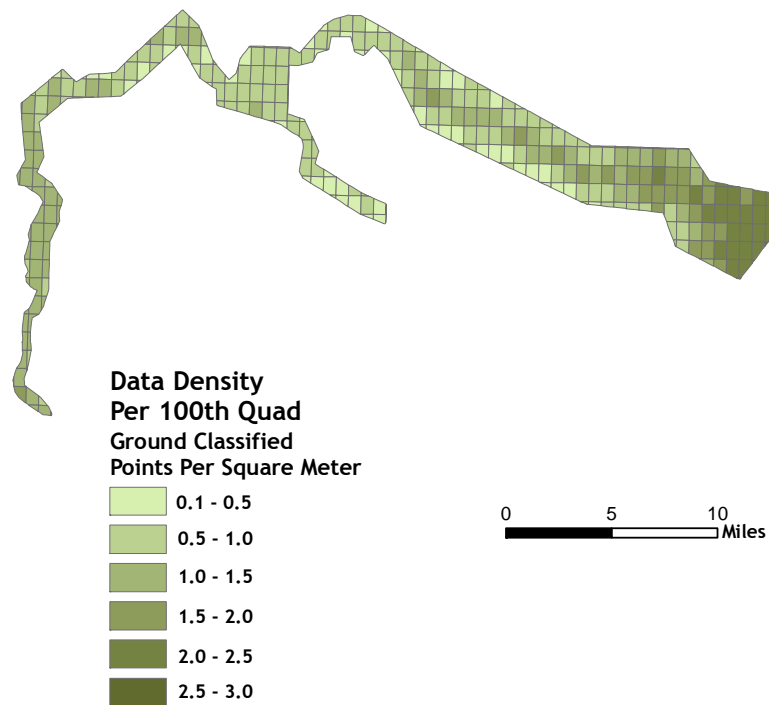 Data Density
Per 100th Quad
Ground Classified
Points Per Square Meter
0.1 - 0.5
0.5 - 1.0
1.0 - 1.5
1.5 - 2.0
2.0 - 2.5
2.5 - 3.0
0 5 10
Miles